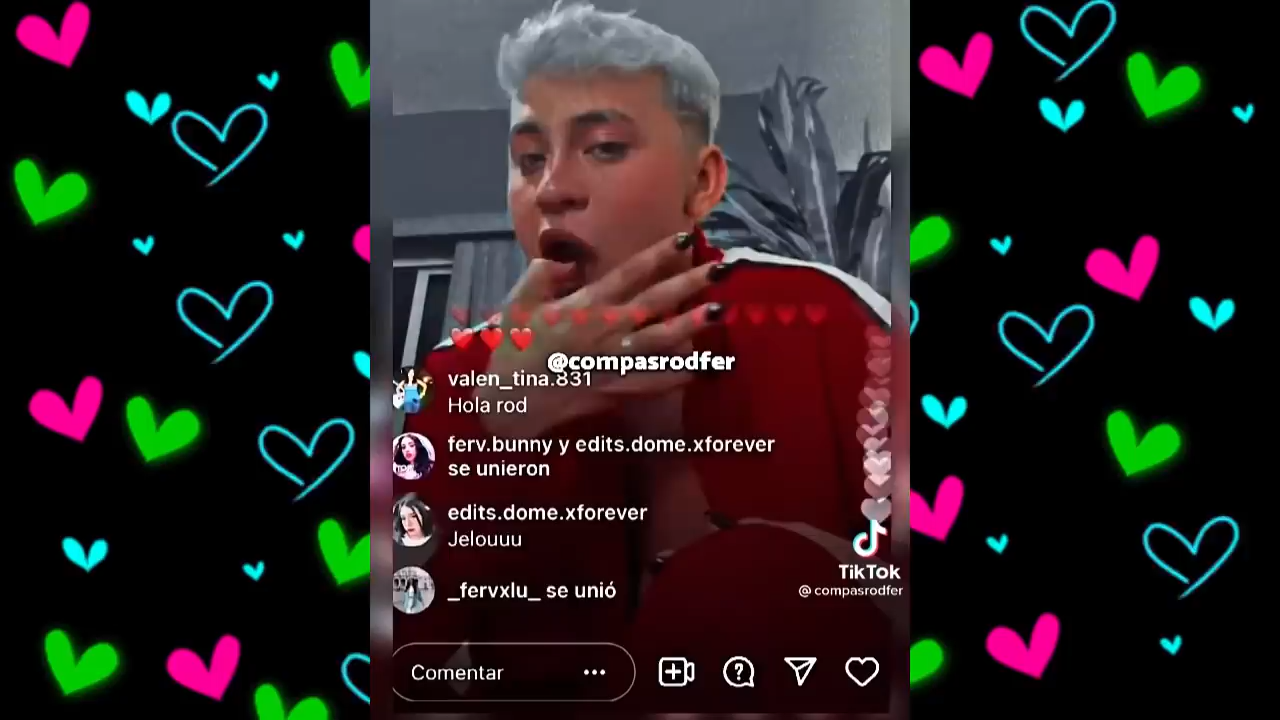 @compasrodfer
valen_tina.831
Hola rod
ferv.bunny y edits.dome.xforever
se unieron
edits.dome.xforever
Jelouuu
_fervxlu_ se unió
TikTok
@compasrodfer
Comentar